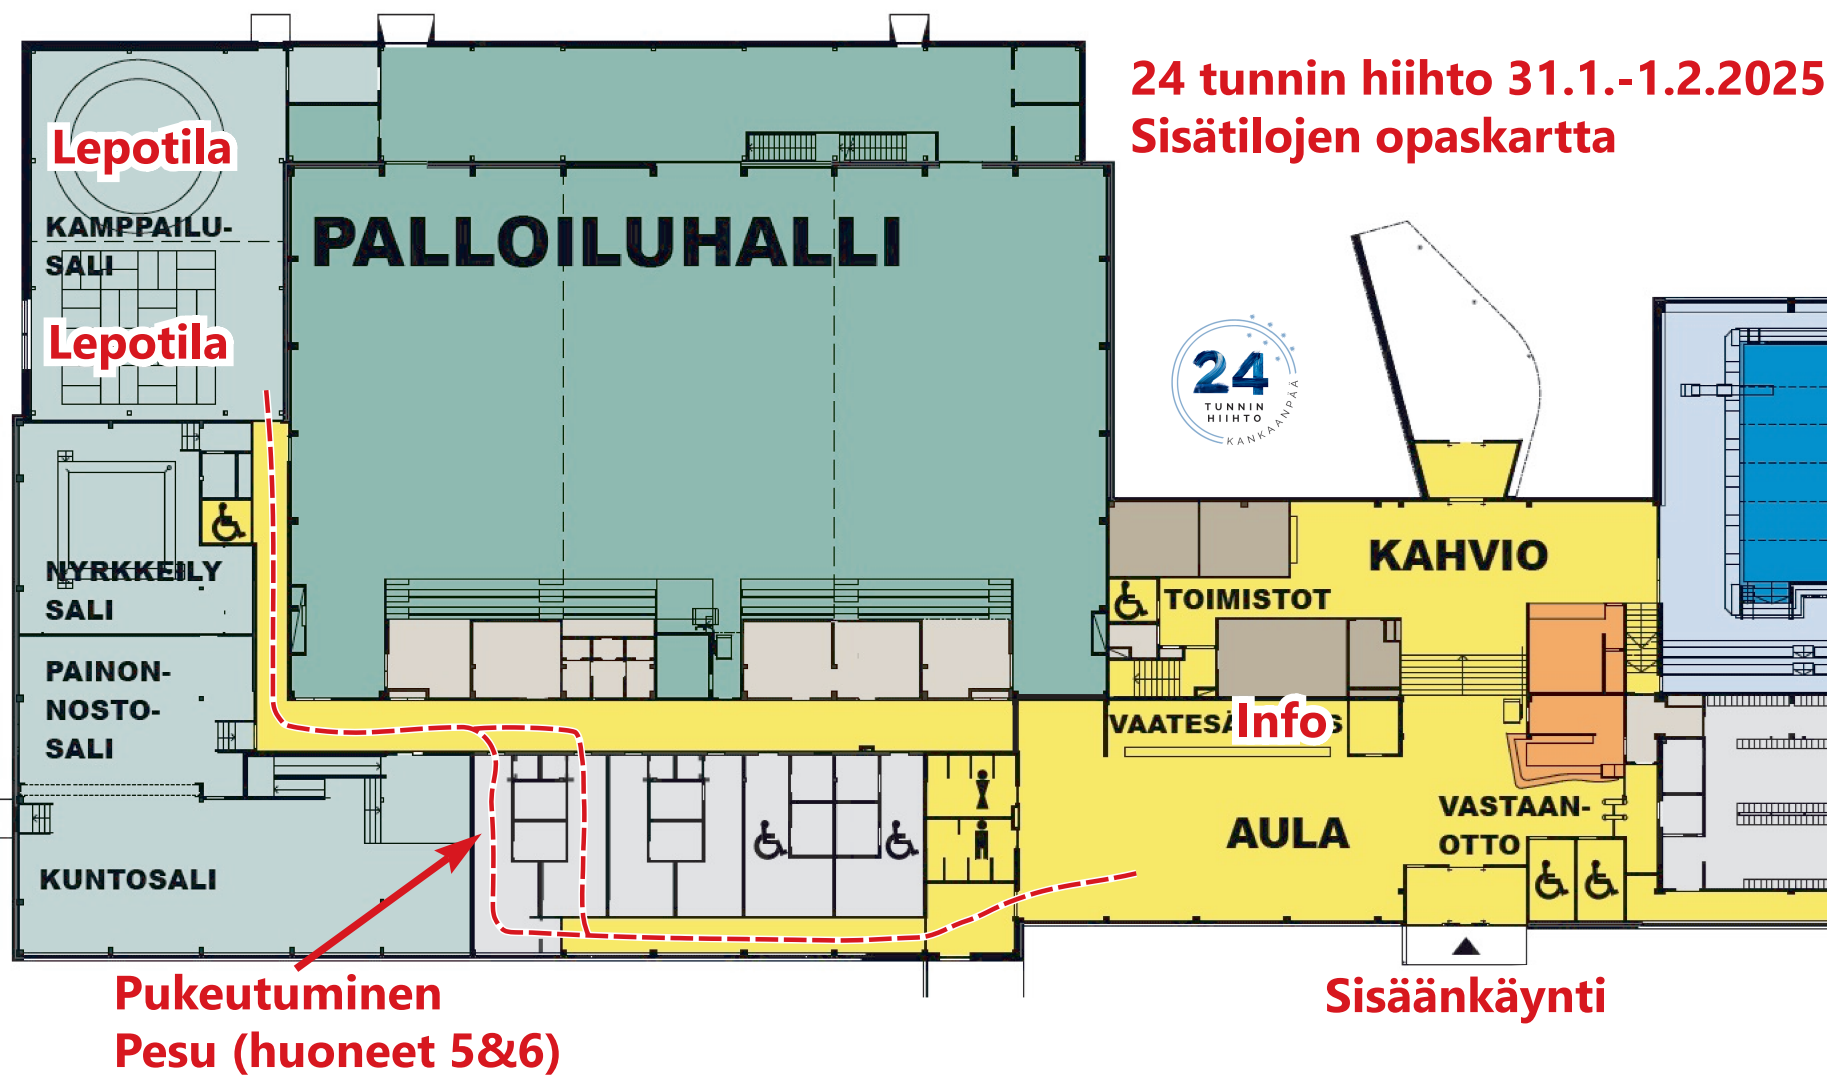 24 tunnin hiihto 31.1.-1.2.2025
Sisätilojen opaskartta
Lepotila
KAMPPAILU-
SALI
Lepotila
PALLOILUHALLI
24
TUNNIN
HIIHTO
KANKAANPÄÄ
NYRKKEILY
SALI
PAINON-
NOSTO-
SALI
KUNTOSALI
KAHVIO
TOIMISTOT
VAATESÄ
S
Info
AULA
VASTAAN-
OTTO
Pukeutuminen
Pesu (huoneet 5&6)
Sisäänkäynti